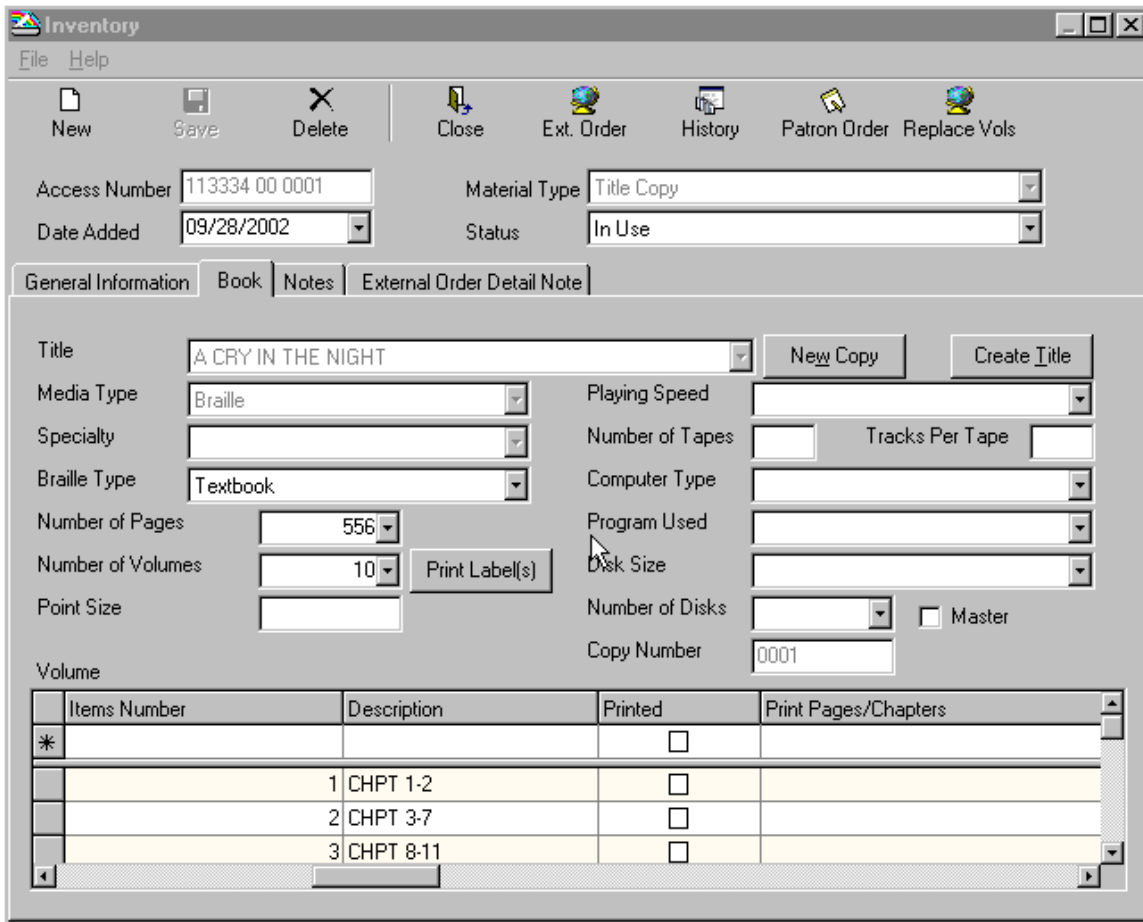 Inventory
File Help
New Save Delete Close Ext. Order History Patron Order Replace Vols
Access Number 113334 00 0001 Material Type Title Copy
Date Added 09/28/2002 Status In Use
General Information Book Notes External Order Detail Note
Title A CRY IN THE NIGHT New Copy Create Title
Media Type Braille Playing Speed
Specialty Number of Tapes Tracks Per Tape
Braille Type Textbook Computer Type
Number of Pages 556 Program Used
Number of Volumes 10 Print Label(s) Disk Size
Point Size Number of Disks Master
Copy Number 0001
Volume
Items Number Description Printed Print Pages/Chapters
1 CHPT 1-2
2 CHPT 3-7
3 CHPT 8-11